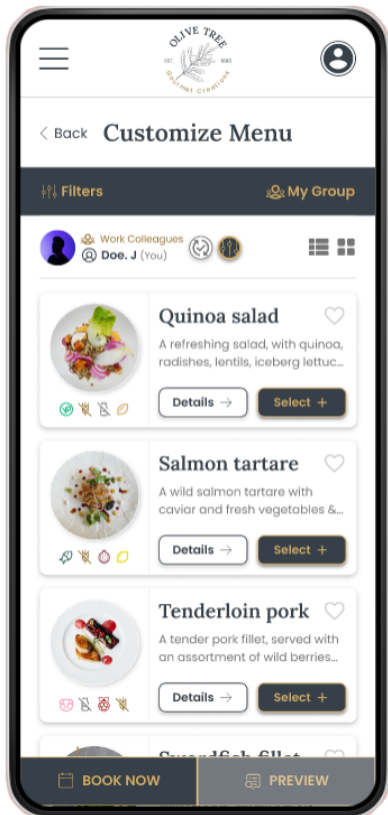 OLIVE TREE
EST.
Gourmet Creations
< Back Customize Menu
Filters My Group
Work Colleagues
Doe. J (You)
Quinoa salad
A refreshing salad, with quinoa,
radishes, lentils, iceberg lettuc...
Details → Select +
Salmon tartare
A wild salmon tartare with
caviar and fresh vegetables &...
Details → Select +
Tenderloin pork
A tender pork fillet, served with
an assortment of wild berries...
Details → Select +
Swordfish fillet
BOOK NOW PREVIEW